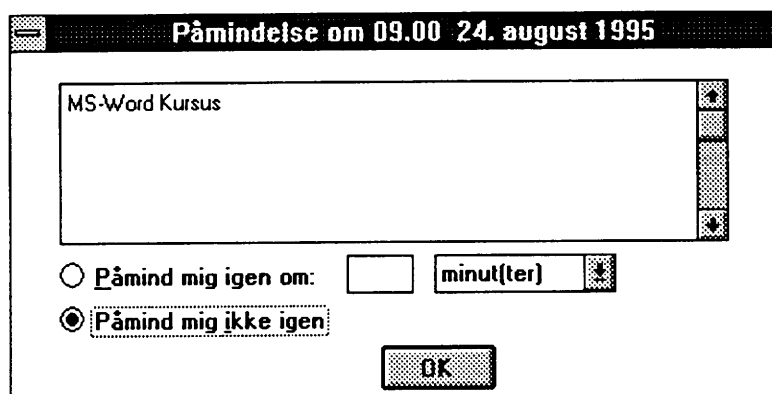 Påmindelse om 09.00 24. august 1995
MS-Word Kursus
Påmind mig igen om: minut(ter)
Påmind mig ikke igen
OK